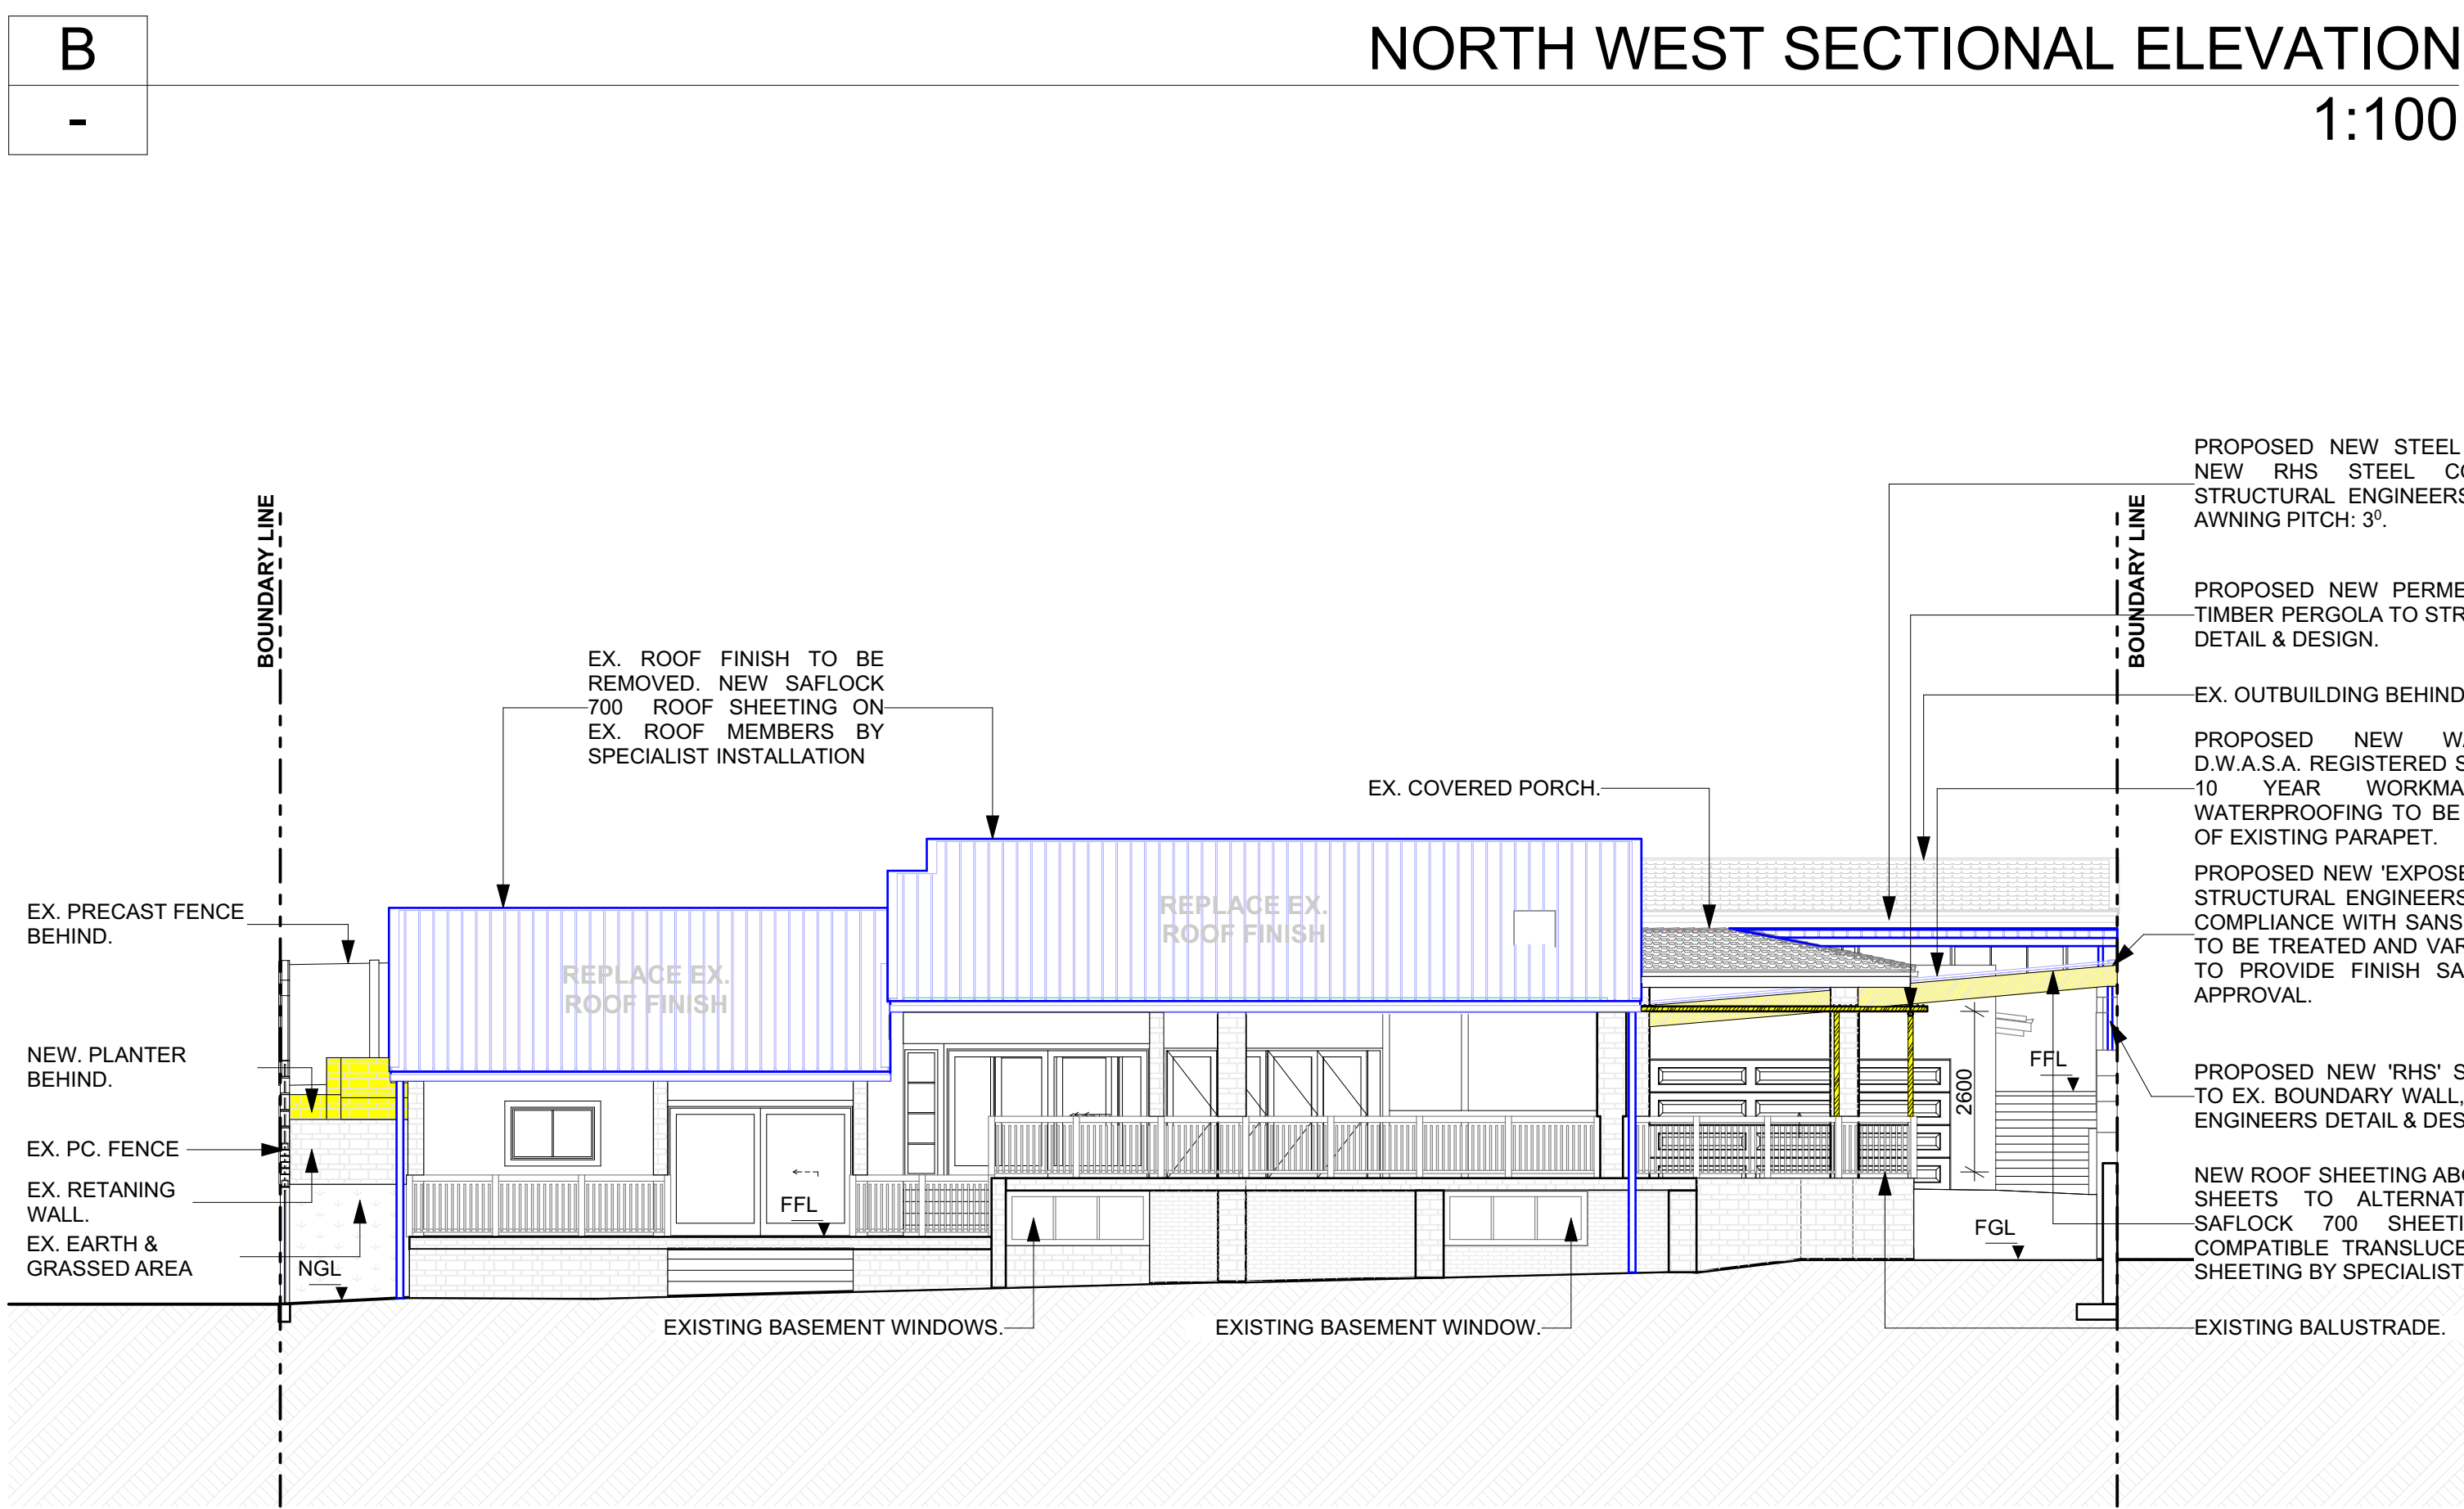 B
-
NORTH WEST SECTIONAL ELEVATION
1:100
BOUNDARY LINE
EX. ROOF FINISH TO BE
REMOVED. NEW SAFLOCK
700 ROOF SHEETING ON
EX. ROOF MEMBERS BY
SPECIALIST INSTALLATION
EX. COVERED PORCH.
BOUNDARY LINE
PROPOSED NEW STEEL
NEW RHS STEEL
STRUCTURAL ENGINEERS
AWNING PITCH: 3⁰.
PROPOSED NEW
TIMBER PERGOLA TO
DETAIL & DESIGN.
EX. OUTBUILDING BEHIND
PROPOSED NEW
D.W.A.S.A. REGISTERED
10 YEAR
WATERPROOFING TO BE
OF EXISTING PARAPET.
PROPOSED NEW
STRUCTURAL ENGINEERS
COMPLIANCE WITH SANS
TO BE TREATED AND
TO PROVIDE FINISH
APPROVAL.
PROPOSED NEW 'RHS'
TO EX. BOUNDARY WALL,
ENGINEERS DETAIL &
NEW ROOF SHEETING
SHEETS TO
SAFLOCK 700
COMPATIBLE
SHEETING BY SPECIALIST
EXISTING BALUSTRADE.
REPLACE EX.
ROOF FINISH
REPLACE EX.
ROOF FINISH
EX. PRECAST FENCE
BEHIND.
NEW. PLANTER
BEHIND.
EX. PC. FENCE
EX. RETANING
WALL.
EX. EARTH &
GRASSED AREA
NGL
FFL
2600
FFL
FGL
EXISTING BASEMENT WINDOWS.
EXISTING BASEMENT WINDOW.